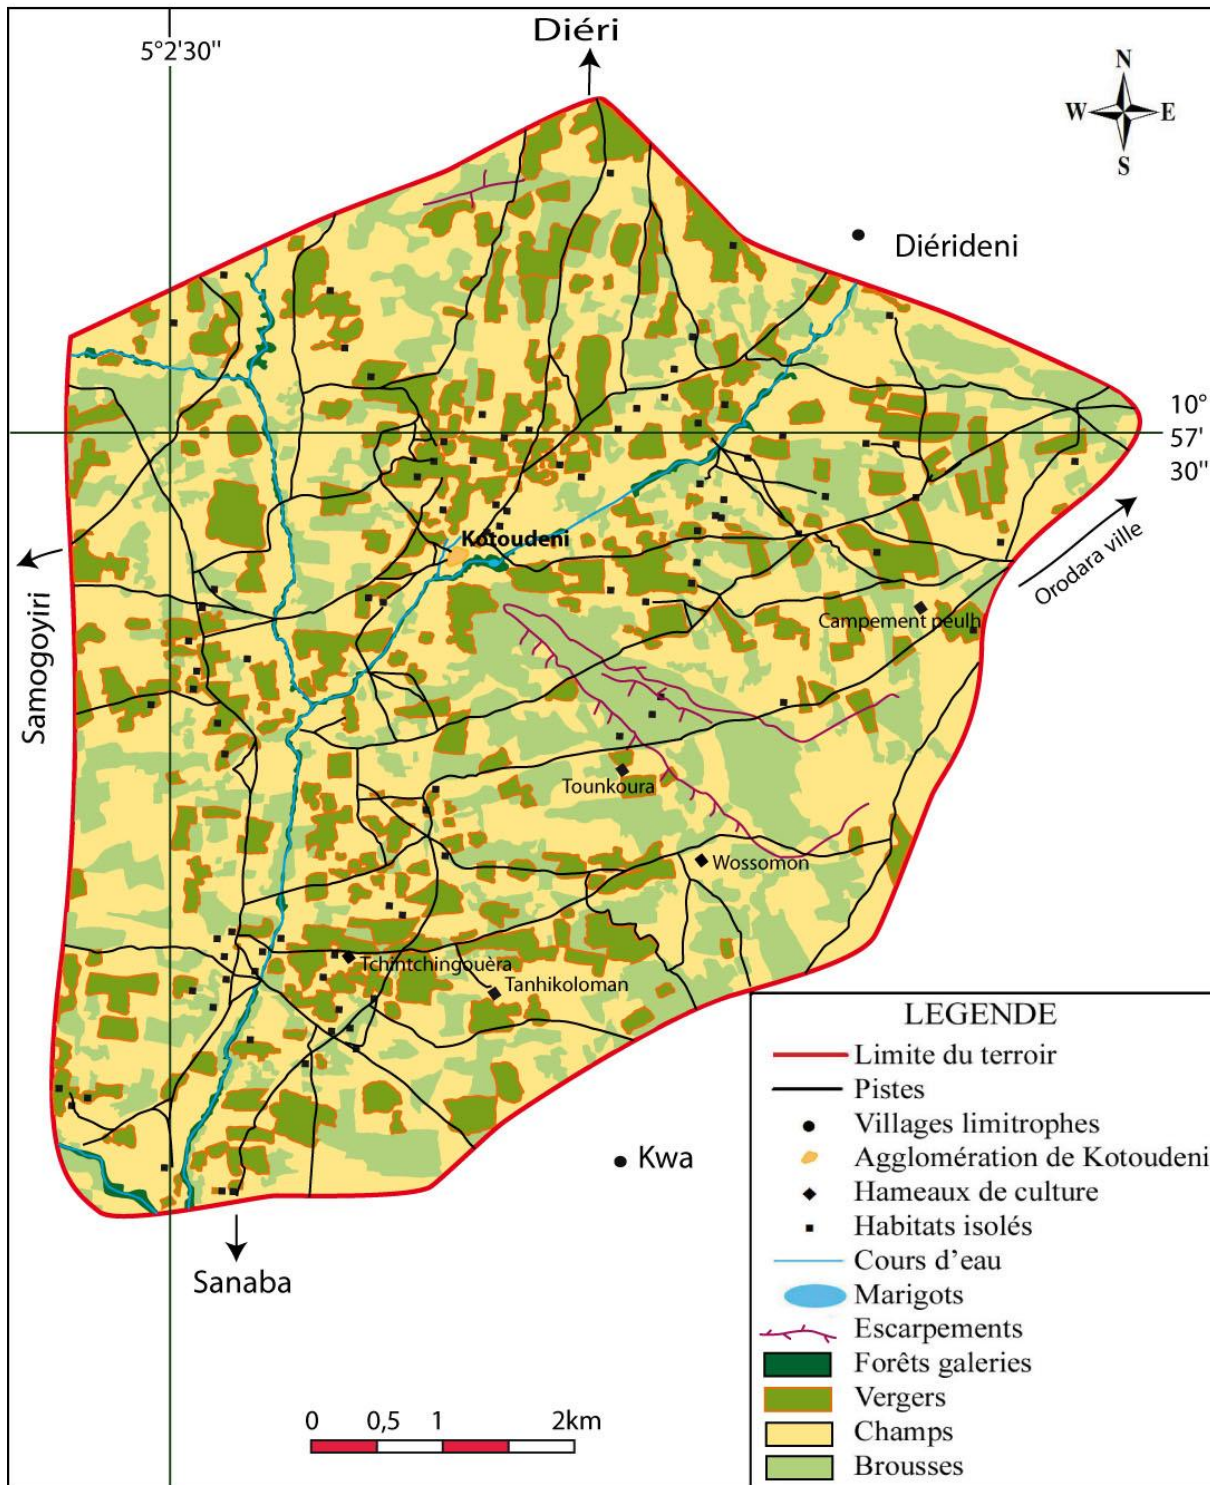 Diéri
5°2'30"
N
W E
S
Diérideni
10°
57'
30"
Kotoudeni
Orodara ville
Campement peulh
Samogoyiri
Tounkoura
Wossomon
Tchintchingouèra
Tanhikoloman
Kwa
Sanaba
0 0,5 1 2km
LEGENDE
Limite du terroir
Pistes
Villages limitrophes
Agglomération de Kotoudeni
Hameaux de culture
Habitats isolés
Cours d'eau
Marigots
Escarpements
Forêts galeries
Vergers
Champs
Brousses